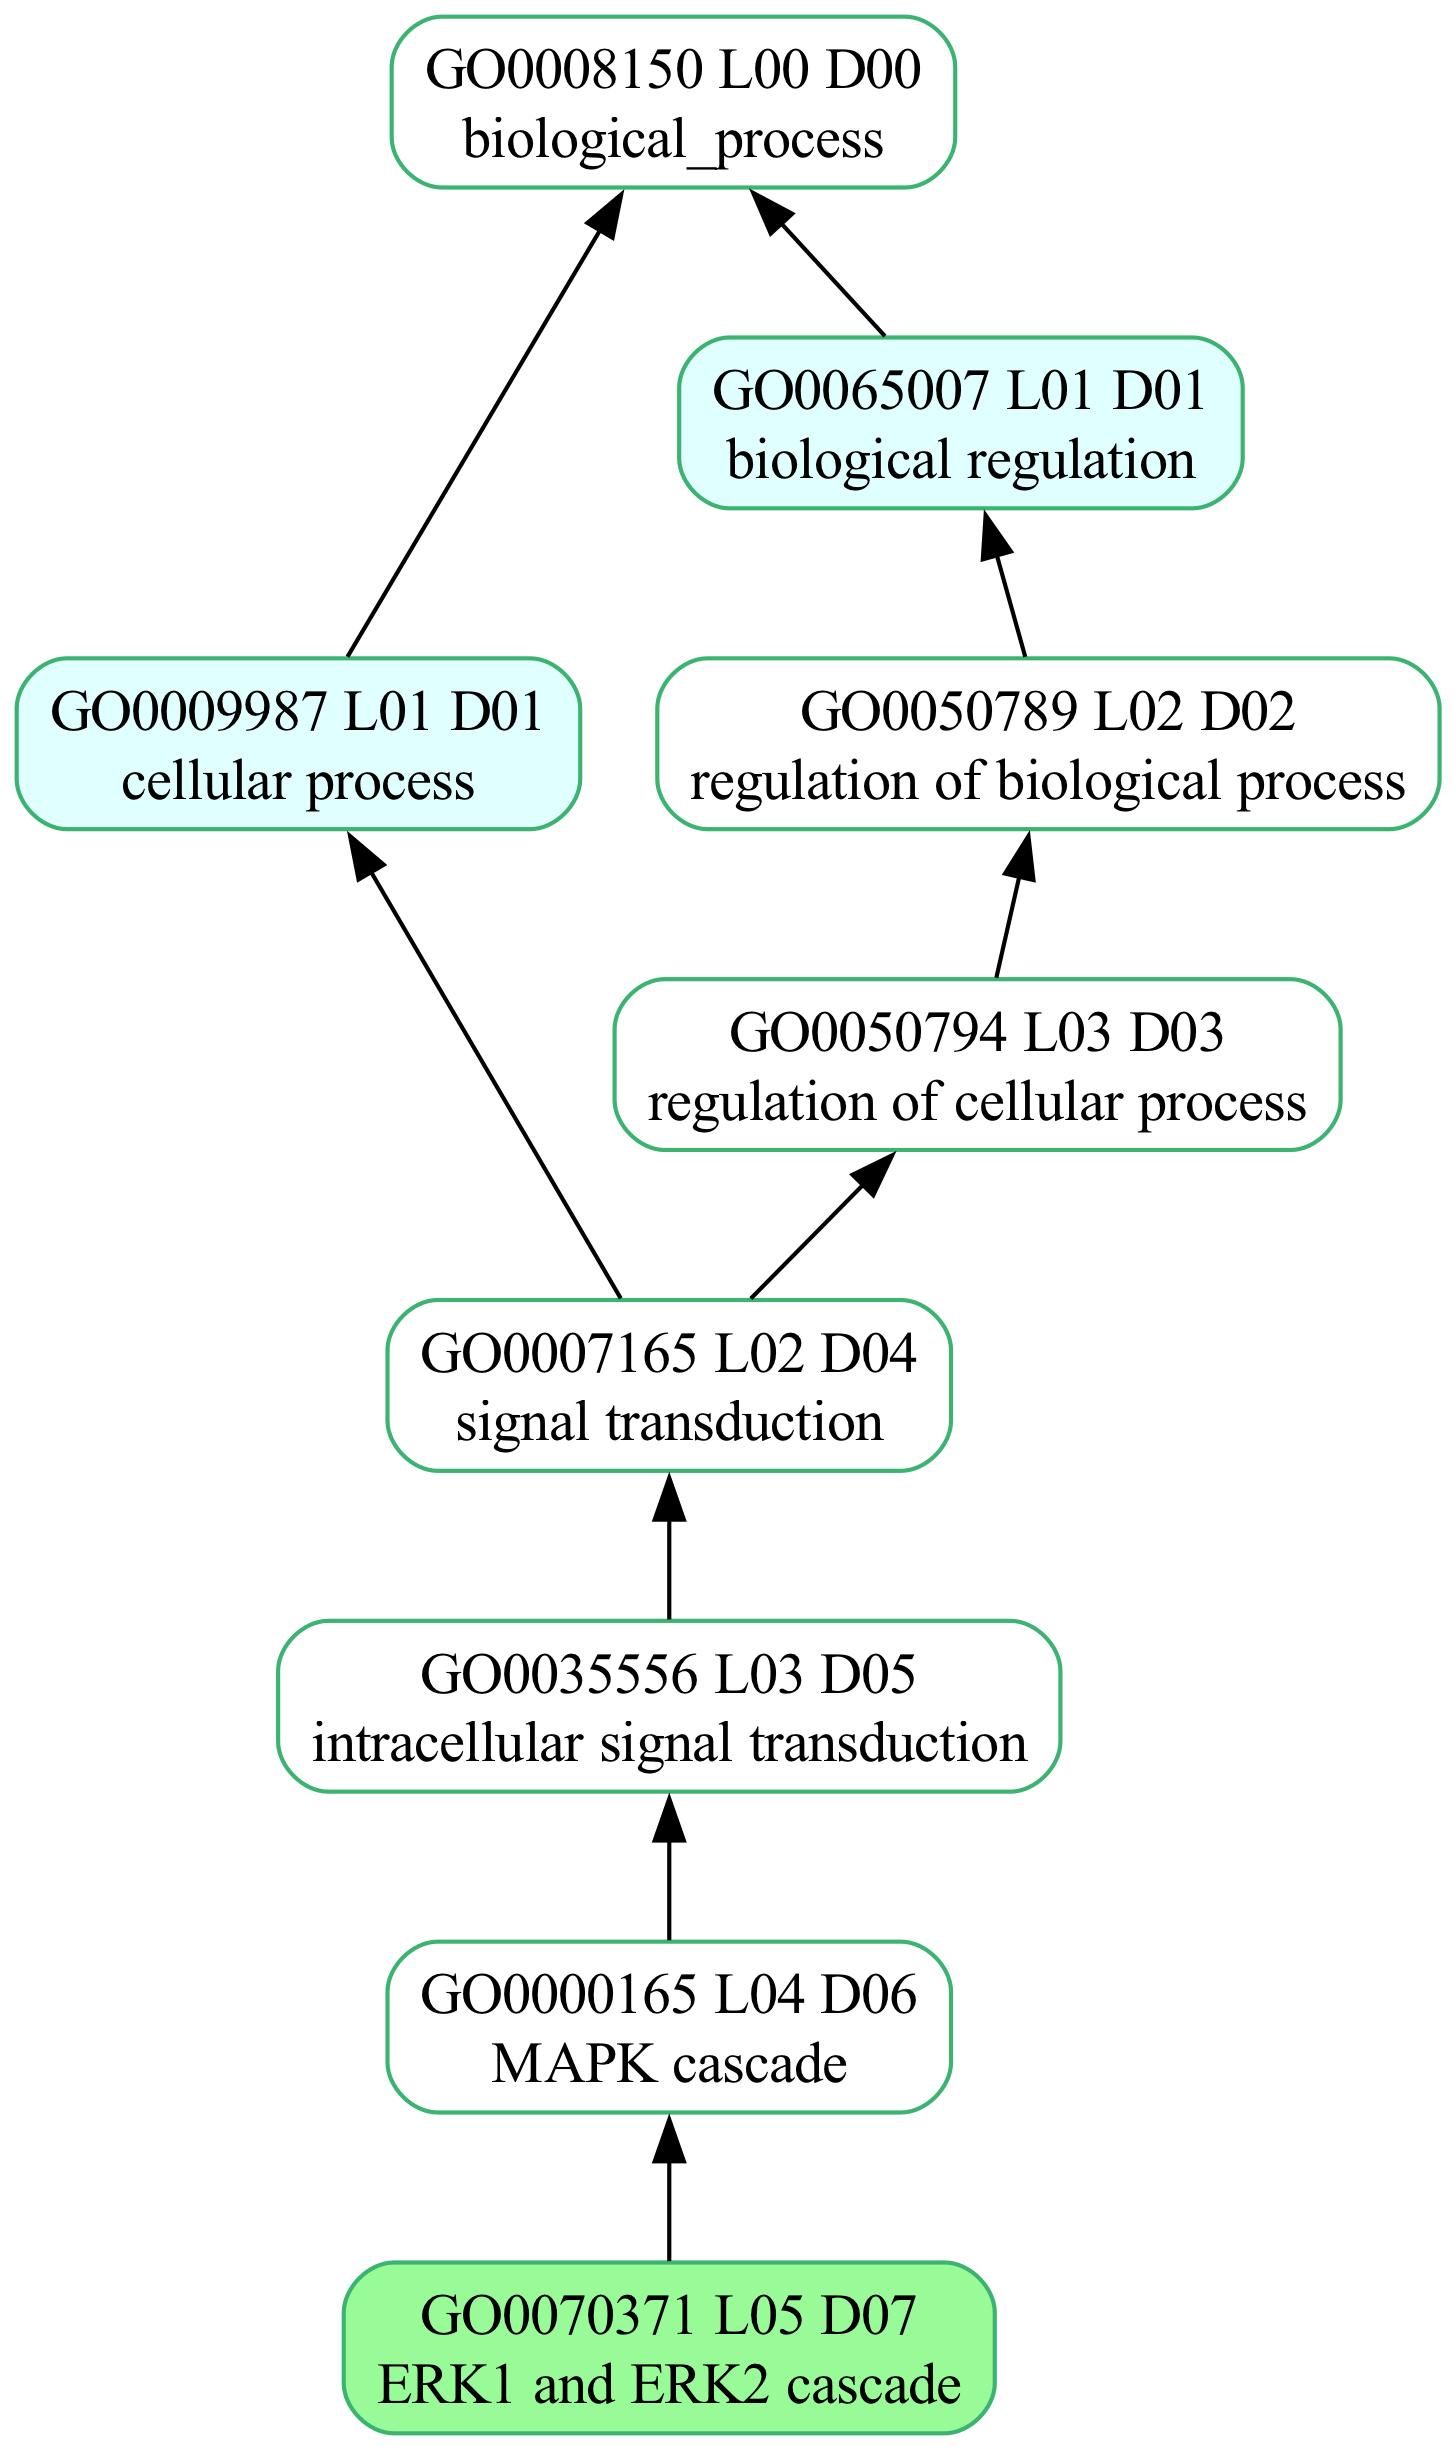 GO0008150 L00 D00
biological_process
GO0065007 L01 D01
biological regulation
GO0009987 L01 D01
cellular process
GO0050789 L02 D02
regulation of biological process
GO0050794 L03 D03
regulation of cellular process
GO0007165 L02 D04
signal transduction
GO0035556 L03 D05
intracellular signal transduction
GO0000165 L04 D06
MAPK cascade
GO0070371 L05 D07
ERK1 and ERK2 cascade